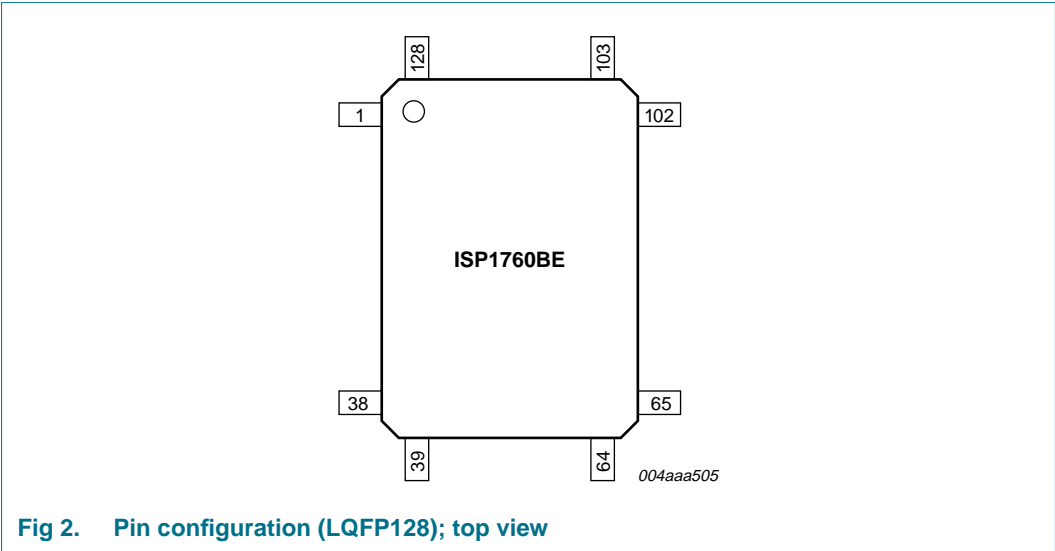 128
103
1
102
ISP1760BE
38
65
39
64
004aaa505
Fig 2. Pin configuration (LQFP128); top view